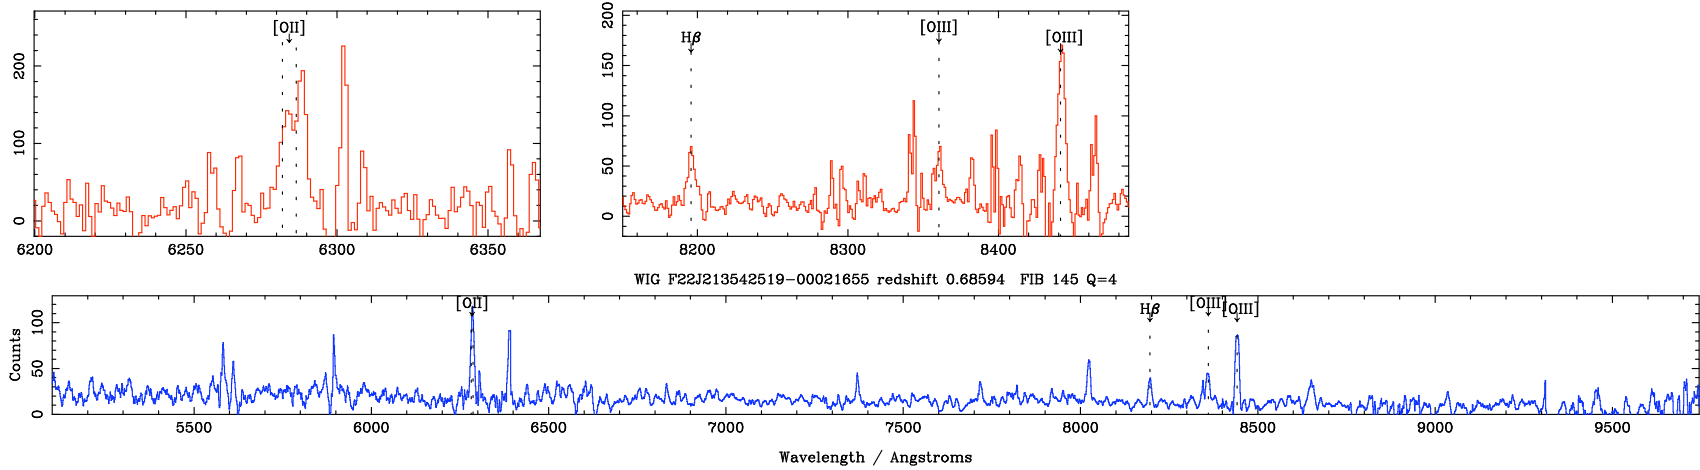 [OII]
200
100
0
6200 6250 6300 6350
Hβ [OIII] [OIII]
200
150
100
50
0
8200 8300 8400
WIG F22J213542519-00021655 redshift 0.68594 FIB 145 Q=4
[OII] Hβ [OIII] [OIII]
Counts
100
50
0
5500 6000 6500 7000 7500 8000 8500 9000 9500
Wavelength / Angstroms